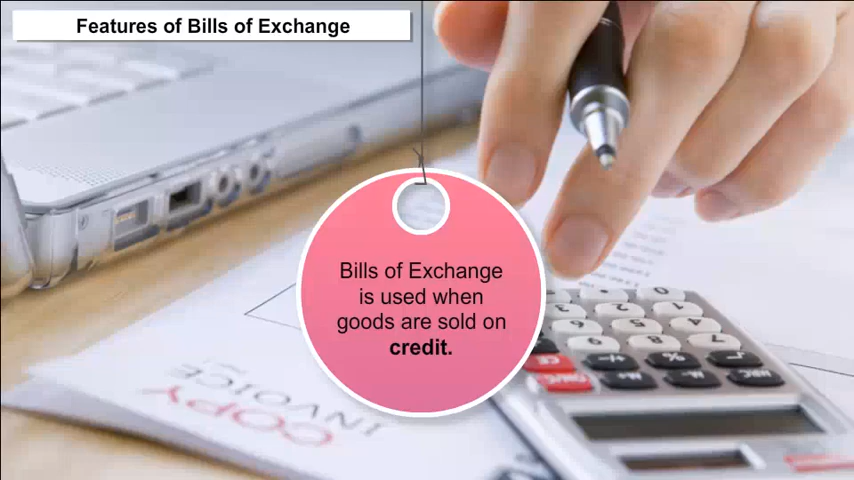 Features of Bills of Exchange
Bills of Exchange
is used when
goods are sold on
credit.
COPY
INVOICE